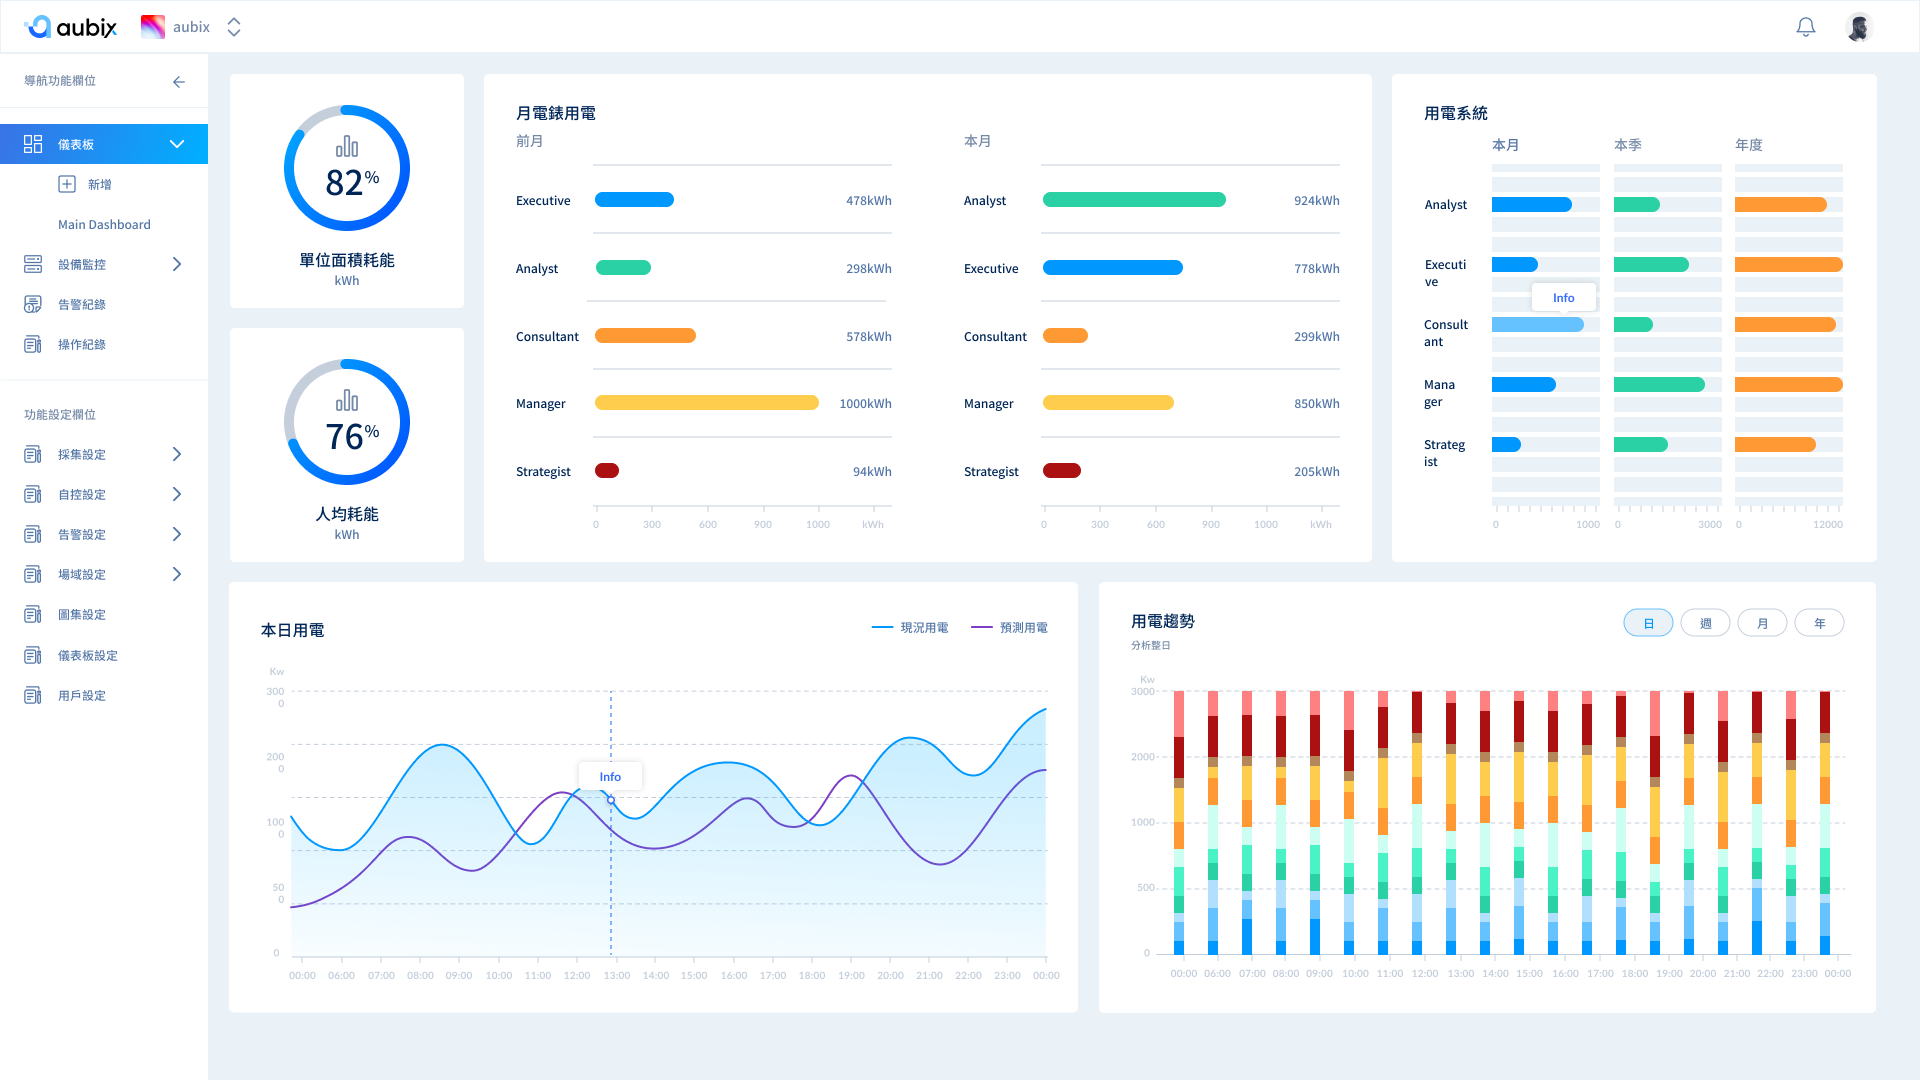 aubix
aubix
導航功能欄位
儀表板
新增
Main Dashboard
設備監控
告警紀錄
操作紀錄
功能設定欄位
採集設定
自控設定
告警設定
場域設定
圖集設定
儀表板設定
用戶設定
82%
單位面積耗能
kWh
76%
人均耗能
kWh
月電錶用電
前月
Executive 478kWh
Analyst 298kWh
Consultant 578kWh
Manager 1000kWh
Strategist 94kWh
0 300 600 900 1000 kWh
本月
Analyst 924kWh
Executive 778kWh
Consultant 299kWh
Manager 850kWh
Strategist 205kWh
0 300 600 900 1000 kWh
用電系統
本月 本季 年度
Analyst
Executi
ve
Info
Consult
ant
Mana
ger
Strateg
ist
0 1000 0 3000 0 12000
本日用電
現況用電 預測用電
Kw
300
0
200
0
Info
100
0
50
0
0
00:00 06:00 07:00 08:00 09:00 10:00 11:00 12:00 13:00 14:00 15:00 16:00 17:00 18:00 19:00 20:00 21:00 22:00 23:00 00:00
用電趨勢
分析整日
日 週 月 年
Kw
3000
2000
1000
500
0
00:00 06:00 07:00 08:00 09:00 10:00 11:00 12:00 13:00 14:00 15:00 16:00 17:00 18:00 19:00 20:00 21:00 22:00 23:00 00:00